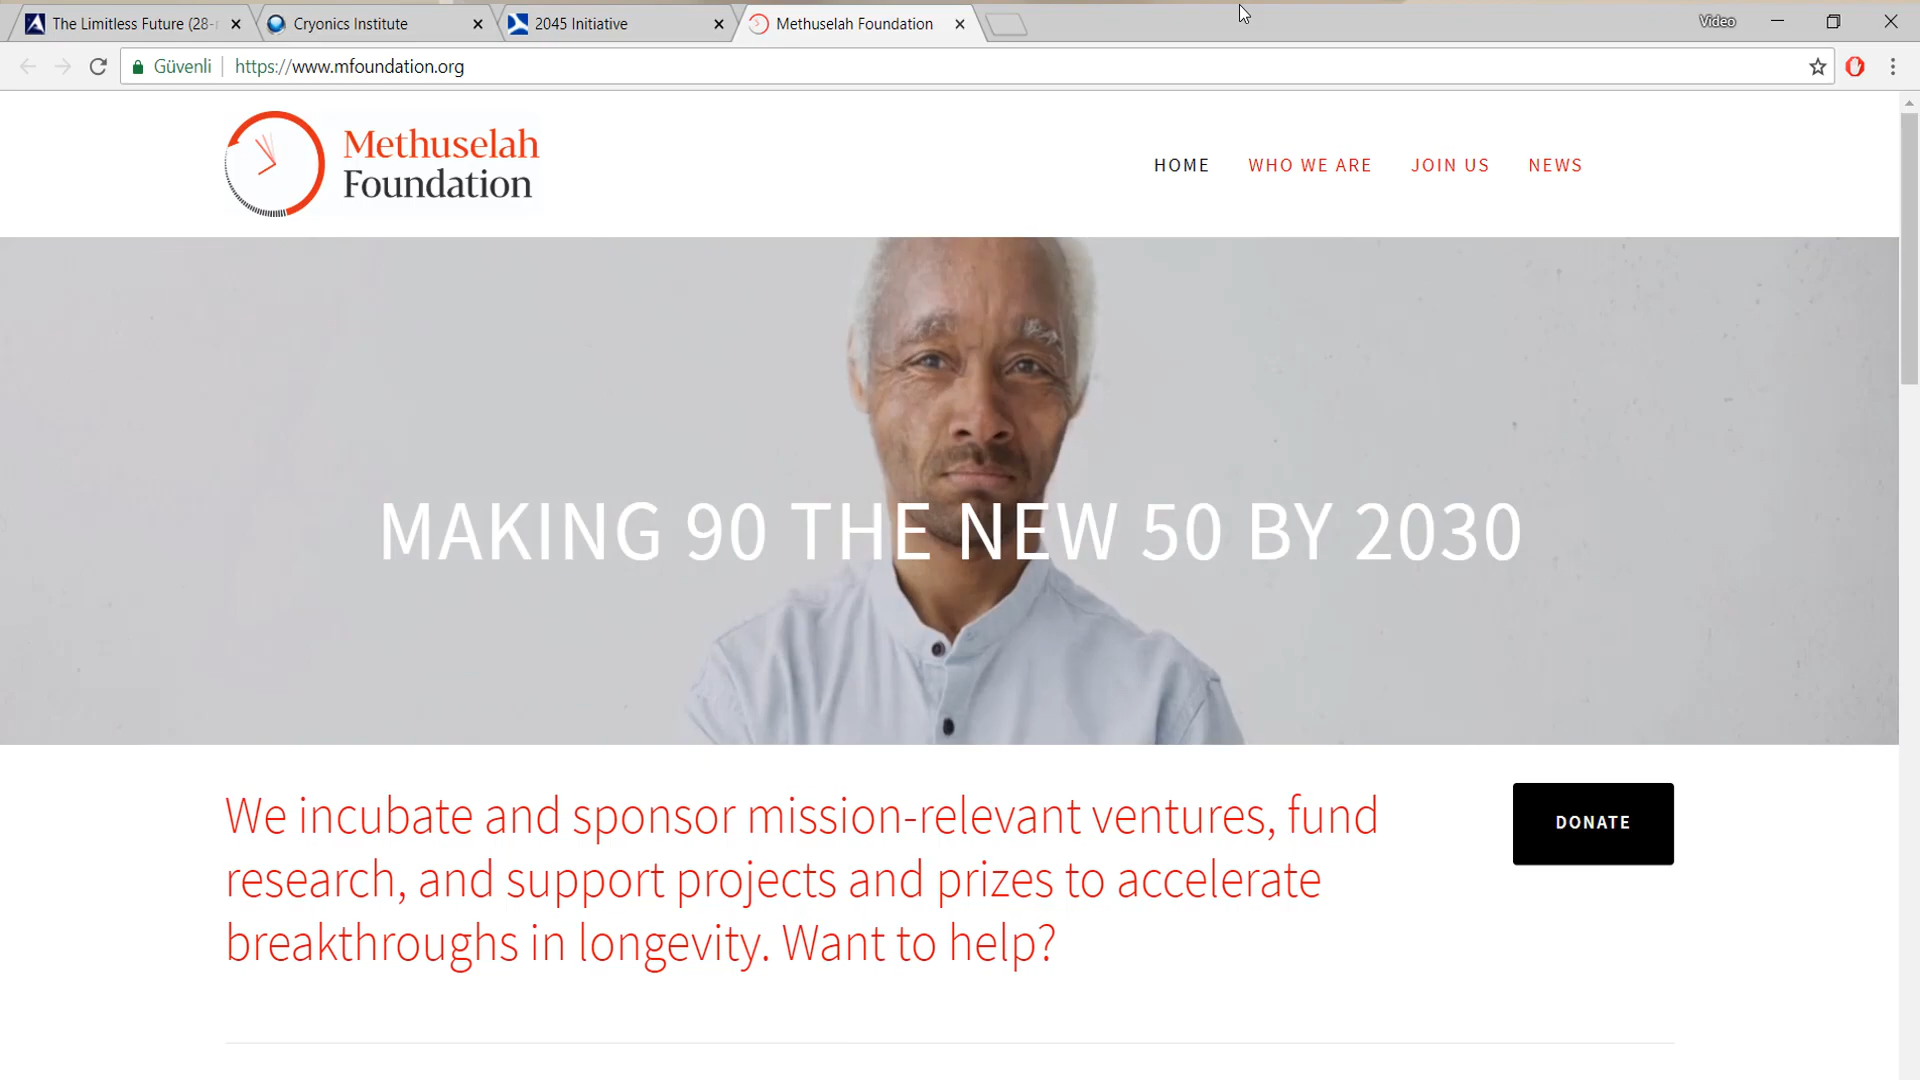 The Limitless Future (28-
Cryonics Institute
2045 Initiative
Methuselah Foundation
Video
Güvenli
https://www.mfoundation.org
Methuselah
Foundation
HOME
WHO WE ARE
JOIN US
NEWS
MAKING 90 THE NEW 50 BY 2030
We incubate and sponsor mission-relevant ventures, fund
research, and support projects and prizes to accelerate
breakthroughs in longevity. Want to help?
DONATE